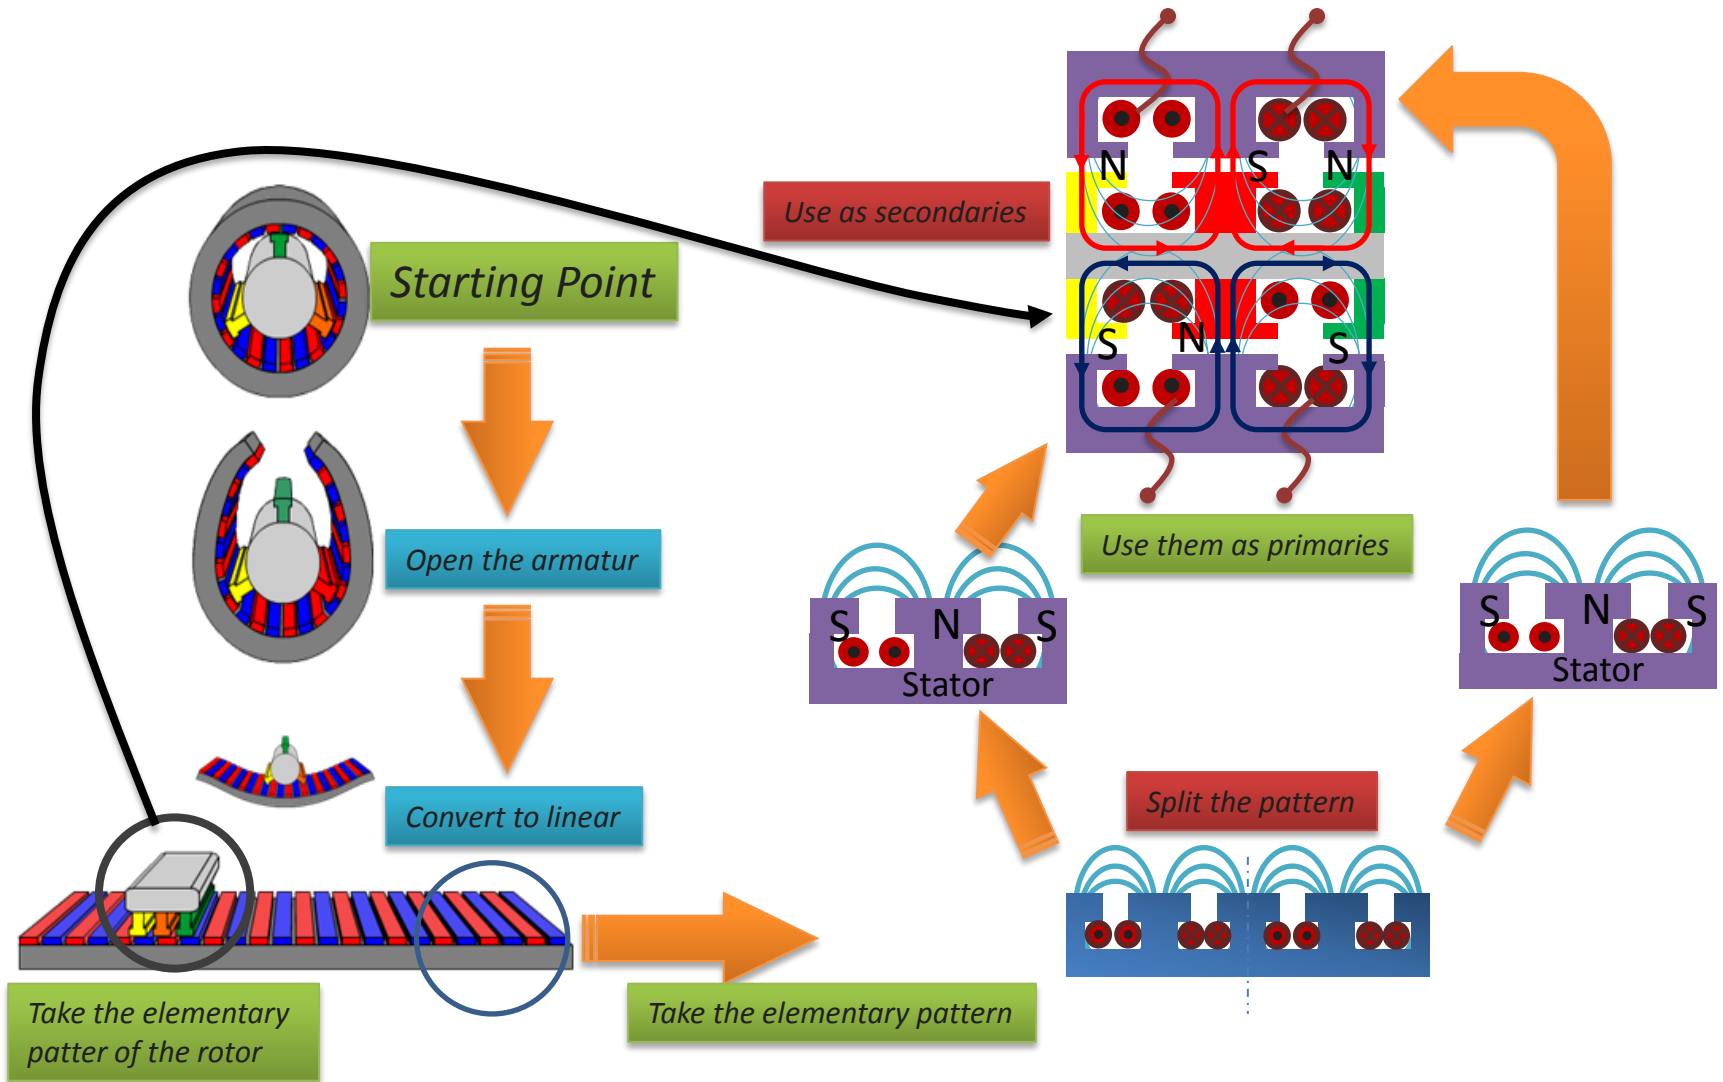 N
S
N
Use as secondaries
Starting Point
S
N
S
Open the armatur
Use them as primaries
S
N
S
Stator
S
N
S
Stator
Split the pattern
Convert to linear
Take the elementary
patter of the rotor
Take the elementary pattern